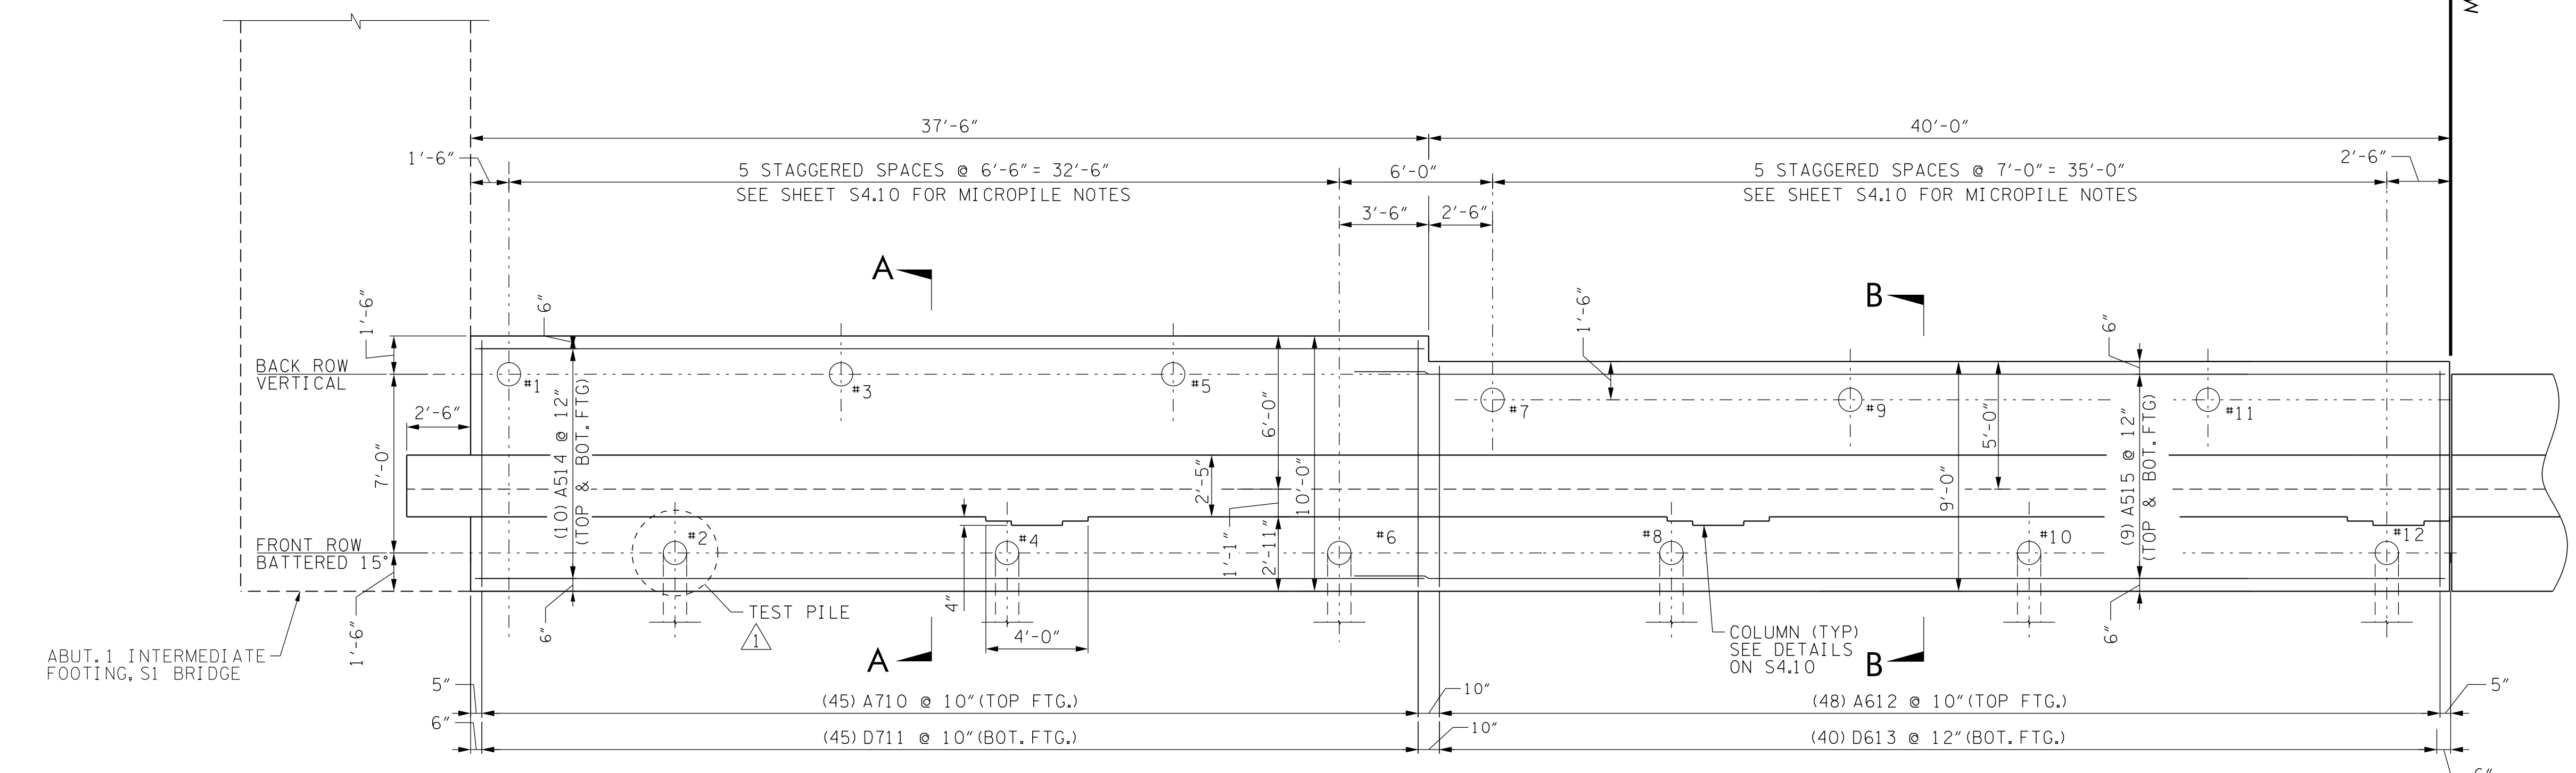 37'-6"
40'-0"
1'-6"
5 STAGGERED SPACES @ 6'-6" = 32'-6"
SEE SHEET S4.10 FOR MICROPILE NOTES
6'-0"
5 STAGGERED SPACES @ 7'-0" = 35'-0"
SEE SHEET S4.10 FOR MICROPILE NOTES
2'-6"
3'-6"
2'-6"
A
B
1'-6"
6"
1'-6"
6"
BACK ROW
VERTICAL
#1
#3
#5
#7
#9
#11
2'-6"
7'-0"
(10) A514 @ 12"
(TOP & BOT. FTG)
6'-0"
2'-5"
10'-0"
1'-1"
2'-11"
5'-0"
9'-0"
(9) A515 @ 12"
(TOP & BOT. FTG)
FRONT ROW
BATTERED 15°
#2
#4
#6
#8
#10
#12
1'-6"
6"
TEST PILE
1
4"
4'-0"
COLUMN (TYP)
SEE DETAILS
ON S4.10
6"
A
B
ABUT. 1 INTERMEDIATE
FOOTING, S1 BRIDGE
5"
(45) A710 @ 10" (TOP FTG.)
10"
(48) A612 @ 10" (TOP FTG.)
5"
6"
(45) D711 @ 10" (BOT. FTG.)
10"
(40) D613 @ 12" (BOT. FTG.)